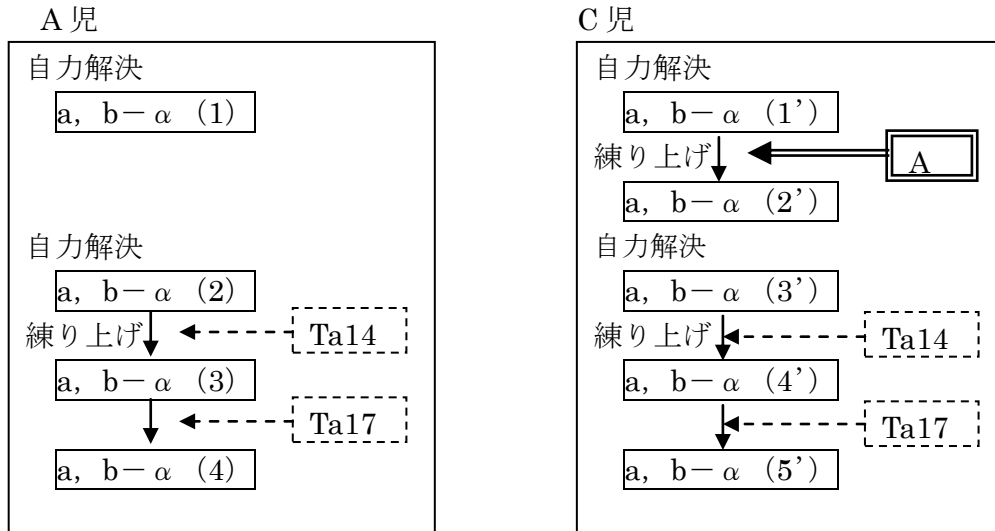 A 児
自力解決
a, b－α (1)
自力解決
a, b－α (2)
練り上げ
Ta14
a, b－α (3)
Ta17
a, b－α (4)
C 児
自力解決
a, b－α (1’)
練り上げ
A
a, b－α (2’)
自力解決
a, b－α (3’)
練り上げ
Ta14
a, b－α (4’)
Ta17
a, b－α (5’)